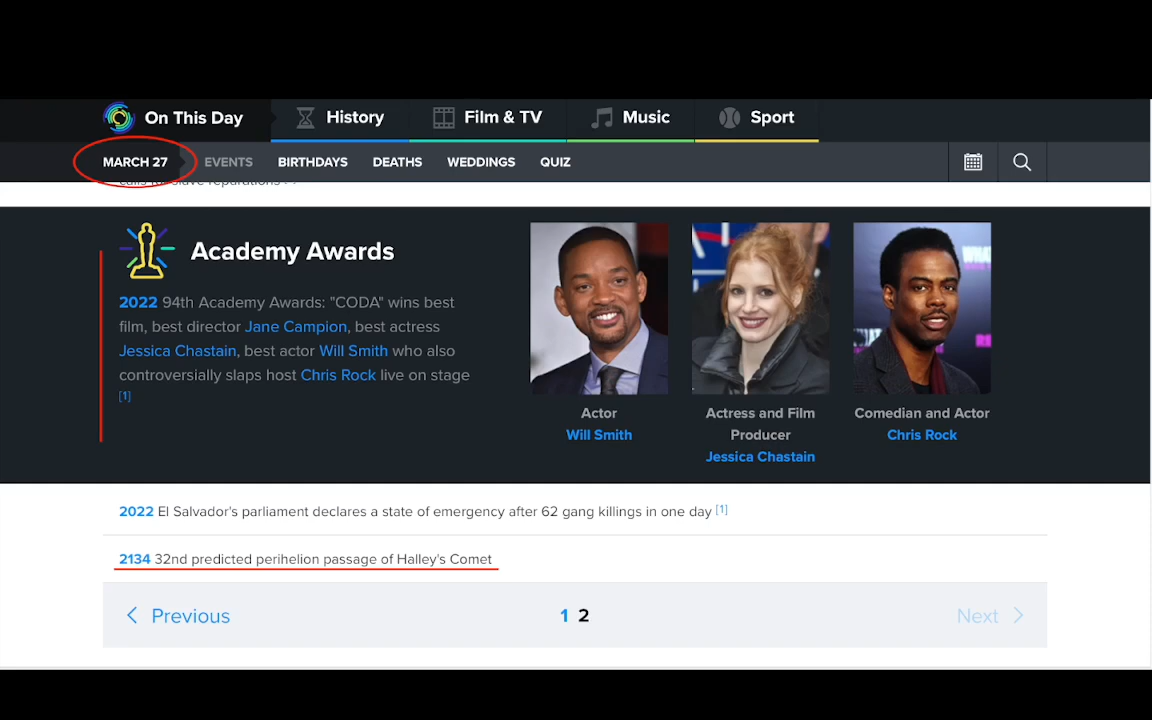 On This Day
History
Film & TV
Music
Sport
MARCH 27
EVENTS
BIRTHDAYS
DEATHS
WEDDINGS
QUIZ
calls for slave reparations
Academy Awards
2022 94th Academy Awards: "CODA" wins best
film, best director Jane Campion, best actress
Jessica Chastain, best actor Will Smith who also
controversially slaps host Chris Rock live on stage
[1]
Actor
Will Smith
Actress and Film
Producer
Jessica Chastain
Comedian and Actor
Chris Rock
2022 El Salvador's parliament declares a state of emergency after 62 gang killings in one day [1]
2134 32nd predicted perihelion passage of Halley's Comet
Previous
1 2
Next